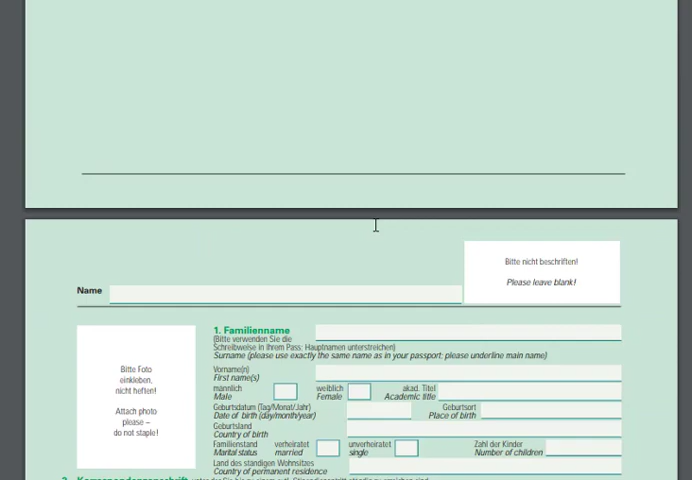 Bitte nicht beschriften!
Please leave blank!
Name
1. Familienname
(Bitte verwenden Sie die
Schreibweise in Ihrem Pass; Hauptnamen unterstreichen)
Surname (please use exactly the same name as in your passport; please underline main name)
Bitte Foto
einkleben,
nicht heften!
Attach photo
please –
do not staple!
Vorname(n)
First name(s)
männlich weiblich akad. Titel
Male Female Academic title
Geburtsdatum (Tag/Monat/Jahr) Geburtsort
Date of birth (day/month/year) Place of birth
Geburtsland
Country of birth
Familienstand verheiratet unverheiratet Zahl der Kinder
Marital status married single Number of children
Land des ständigen Wohnsitzes
Country of permanent residence